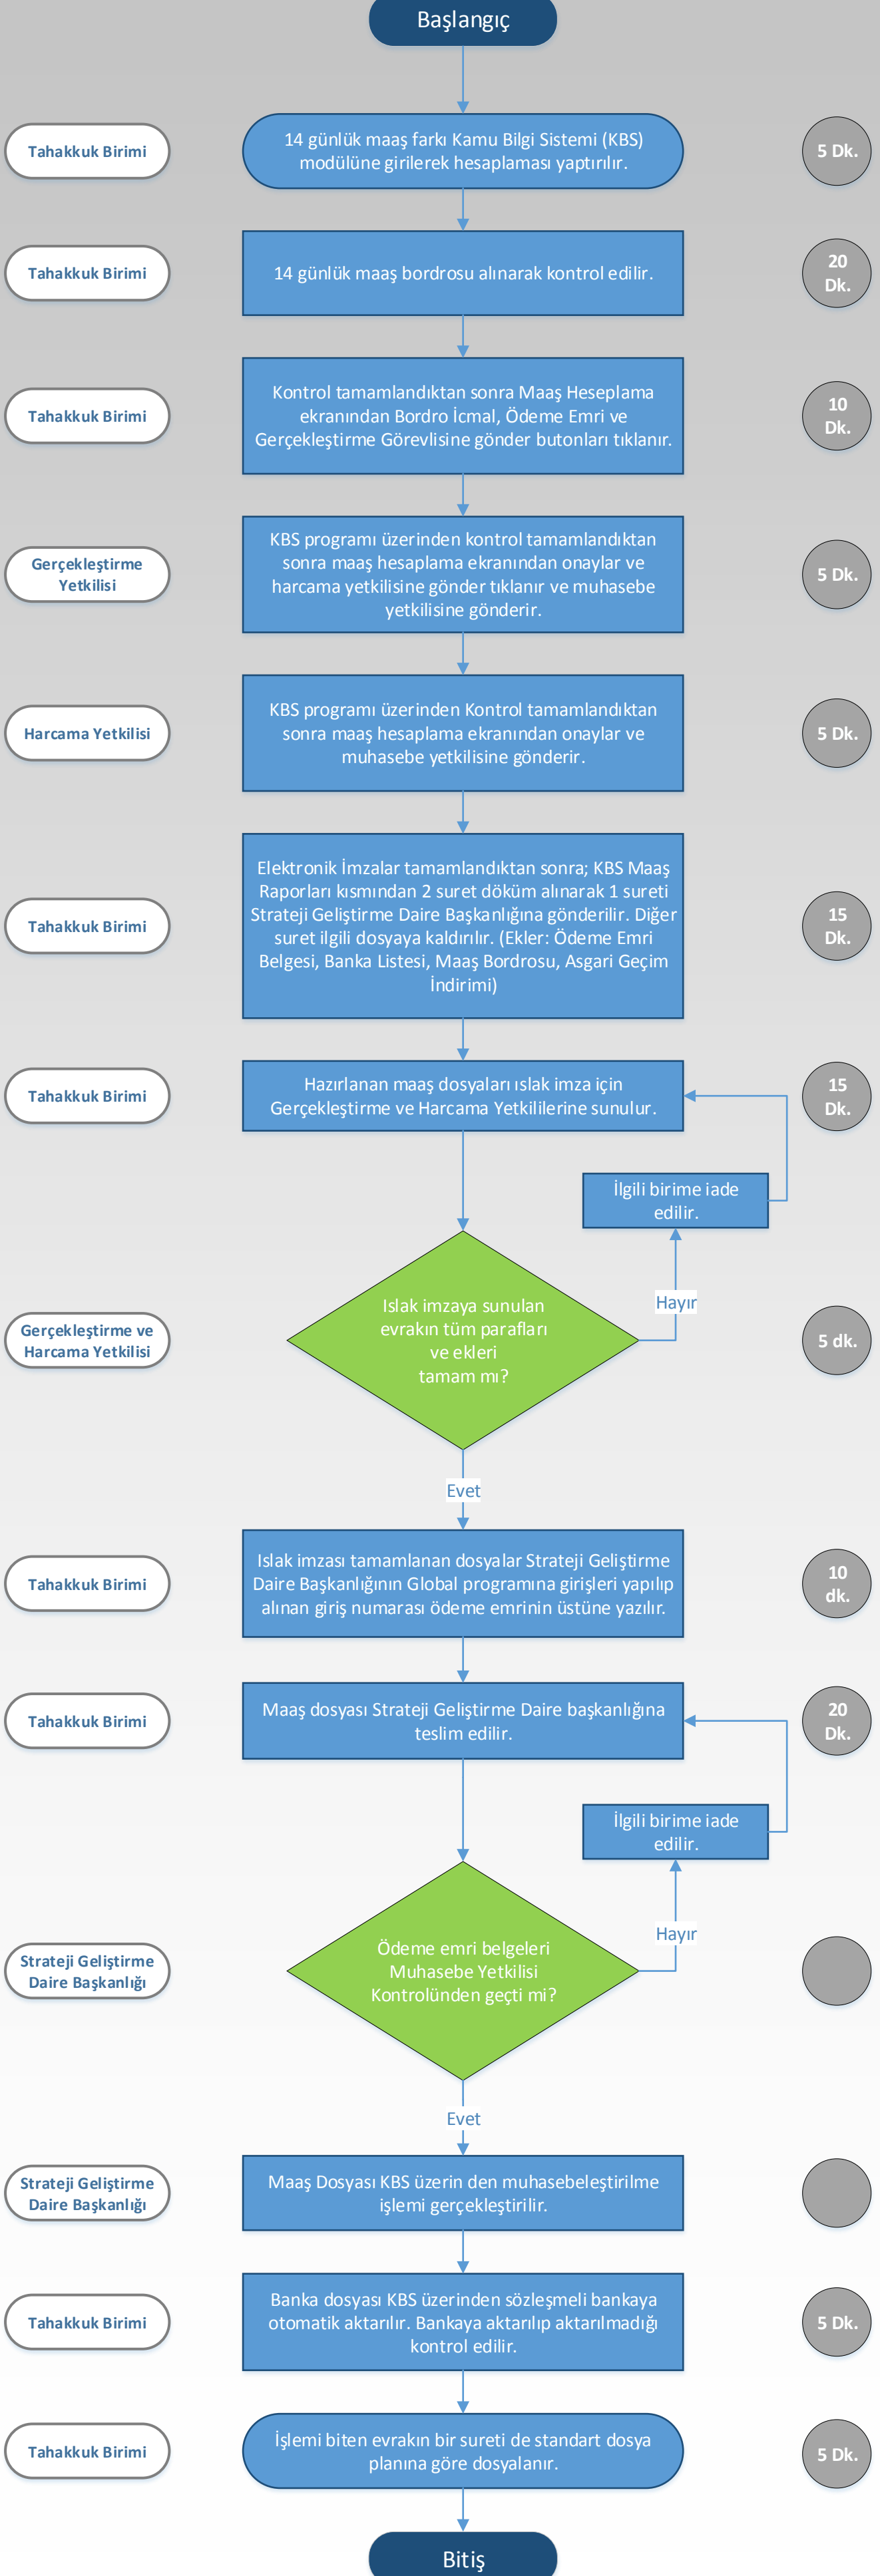 Başlangıç
Tahakkuk Birimi
14 günlük maaş farkı Kamu Bilgi Sistemi (KBS)
modülüne girilerek hesaplaması yaptırılır.
5 Dk.
Tahakkuk Birimi
14 günlük maaş bordrosu alınarak kontrol edilir.
20
Dk.
Tahakkuk Birimi
Kontrol tamamlandıktan sonra Maaş Heseplama
ekranından Bordro İcmal, Ödeme Emri ve
Gerçekleştirme Görevlisine gönder butonları tıklanır.
10
Dk.
Gerçekleştirme
Yetkilisi
KBS programı üzerinden kontrol tamamlandıktan
sonra maaş hesaplama ekranından onaylar ve
harcama yetkilisine gönder tıklanır ve muhasebe
yetkilisine gönderir.
5 Dk.
Harcama Yetkilisi
KBS programı üzerinden Kontrol tamamlandıktan
sonra maaş hesaplama ekranından onaylar ve
muhasebe yetkilisine gönderir.
5 Dk.
Tahakkuk Birimi
Elektronik İmzalar tamamlandıktan sonra; KBS Maaş
Raporları kısmından 2 suret döküm alınarak 1 sureti
Strateji Geliştirme Daire Başkanlığına gönderilir. Diğer
suret ilgili dosyaya kaldırılır. (Ekler: Ödeme Emri
Belgesi, Banka Listesi, Maaş Bordrosu, Asgari Geçim
İndirimi)
15
Dk.
Tahakkuk Birimi
Hazırlanan maaş dosyaları ıslak imza için
Gerçekleştirme ve Harcama Yetkililerine sunulur.
15
Dk.
İlgili birime iade
edilir.
Hayır
Gerçekleştirme ve
Harcama Yetkilisi
Islak imzaya sunulan
evrakın tüm parafları
ve ekleri
tamam mı?
5 dk.
Evet
Tahakkuk Birimi
Islak imzası tamamlanan dosyalar Strateji Geliştirme
Daire Başkanlığının Global programına girişleri yapılıp
alınan giriş numarası ödeme emrinin üstüne yazılır.
10
dk.
Tahakkuk Birimi
Maaş dosyası Strateji Geliştirme Daire başkanlığına
teslim edilir.
20
Dk.
İlgili birime iade
edilir.
Hayır
Strateji Geliştirme
Daire Başkanlığı
Ödeme emri belgeleri
Muhasebe Yetkilisi
Kontrolünden geçti mi?
Evet
Strateji Geliştirme
Daire Başkanlığı
Maaş Dosyası KBS üzerin den muhasebeleştirilme
işlemi gerçekleştirilir.
Tahakkuk Birimi
Banka dosyası KBS üzerinden sözleşmeli bankaya
otomatik aktarılır. Bankaya aktarılıp aktarılmadığı
kontrol edilir.
5 Dk.
Tahakkuk Birimi
İşlemi biten evrakın bir sureti de standart dosya
planına göre dosyalanır.
5 Dk.
Bitiş